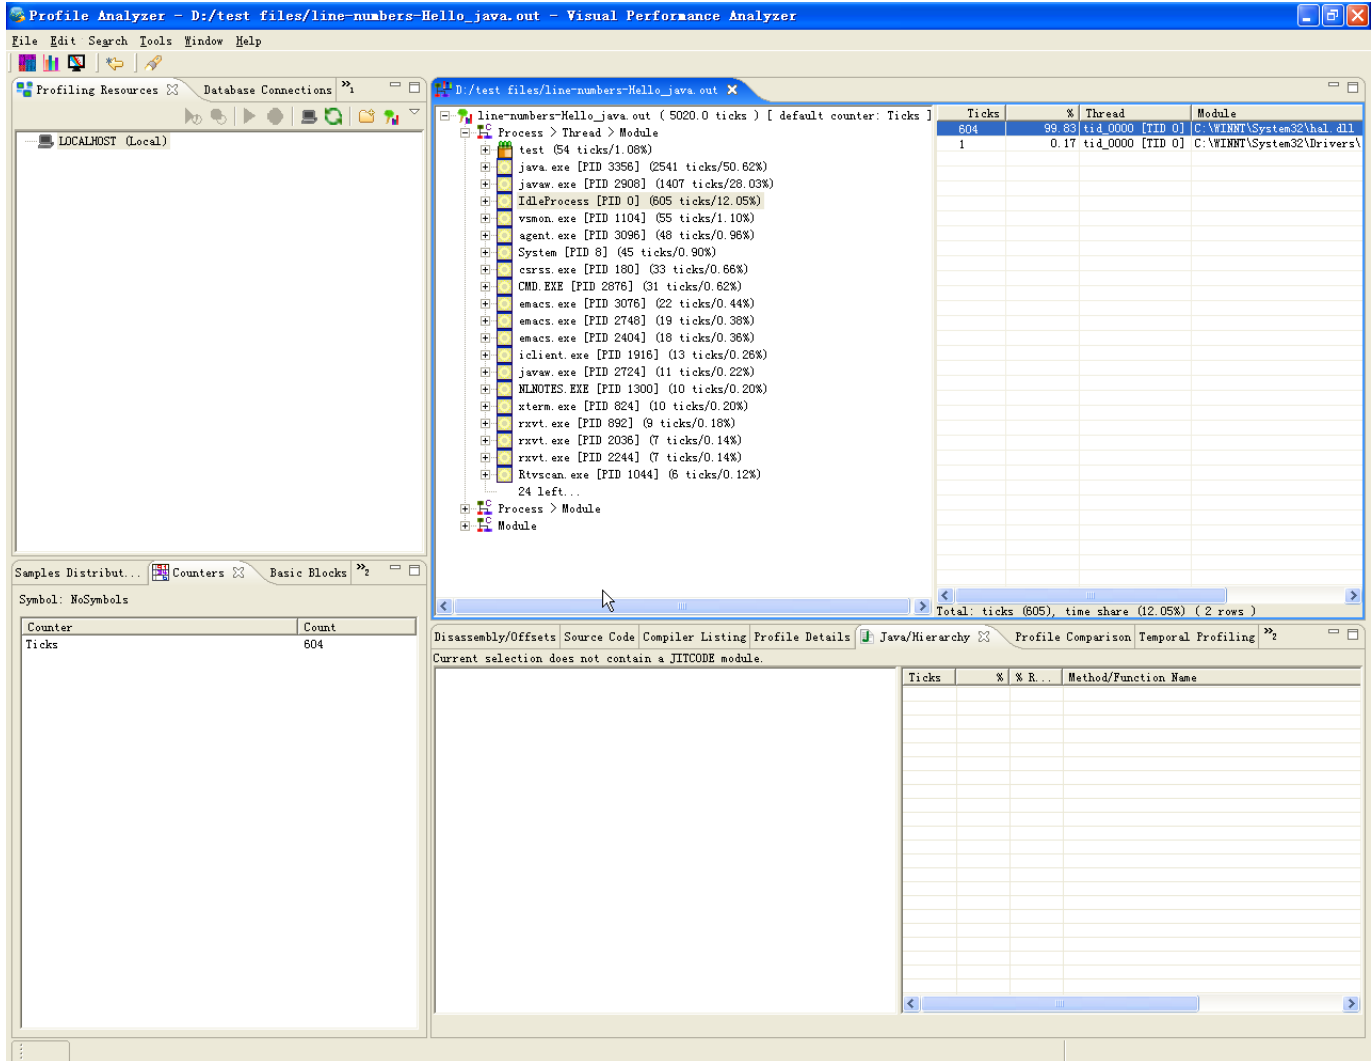 Profile Analyzer - D:/test files/line-numbers-Hello_java.out - Visual Performance Analyzer
File Edit Search Tools Window Help
Profiling Resources Database Connections »1
LOCALHOST (Local)
D:/test files/line-numbers-Hello_java.out
line-numbers-Hello_java.out ( 5020.0 ticks ) [ default counter: Ticks ]
Process > Thread > Module
test (54 ticks/1.08%)
java.exe [PID 3356] (2541 ticks/50.62%)
javaw.exe [PID 2908] (1407 ticks/28.03%)
IdleProcess [PID 0] (605 ticks/12.05%)
vsmon.exe [PID 1104] (55 ticks/1.10%)
agent.exe [PID 3096] (48 ticks/0.96%)
System [PID 8] (45 ticks/0.90%)
csrss.exe [PID 180] (33 ticks/0.66%)
CMD.EXE [PID 2876] (31 ticks/0.62%)
emacs.exe [PID 3076] (22 ticks/0.44%)
emacs.exe [PID 2748] (19 ticks/0.38%)
emacs.exe [PID 2404] (18 ticks/0.36%)
iclient.exe [PID 1916] (13 ticks/0.26%)
javaw.exe [PID 2724] (11 ticks/0.22%)
NLNOTES.EXE [PID 1300] (10 ticks/0.20%)
xterm.exe [PID 824] (10 ticks/0.20%)
rxvt.exe [PID 892] (9 ticks/0.18%)
rxvt.exe [PID 2036] (7 ticks/0.14%)
rxvt.exe [PID 2244] (7 ticks/0.14%)
Rtvscan.exe [PID 1044] (6 ticks/0.12%)
24 left...
Process > Module
Module
Ticks % Thread Module
604 99.83 tid_0000 [TID 0] C:\WINNT\System32\hal.dll
1 0.17 tid_0000 [TID 0] C:\WINNT\System32\Drivers\
Total: ticks (605), time share (12.05%) ( 2 rows )
Samples Distribut... Counters Basic Blocks »2
Symbol: NoSymbols
Counter Count
Ticks 604
Disassembly/Offsets Source Code Compiler Listing Profile Details Java/Hierarchy Profile Comparison Temporal Profiling »2
Current selection does not contain a JITCODE module.
Ticks % % R... Method/Function Name